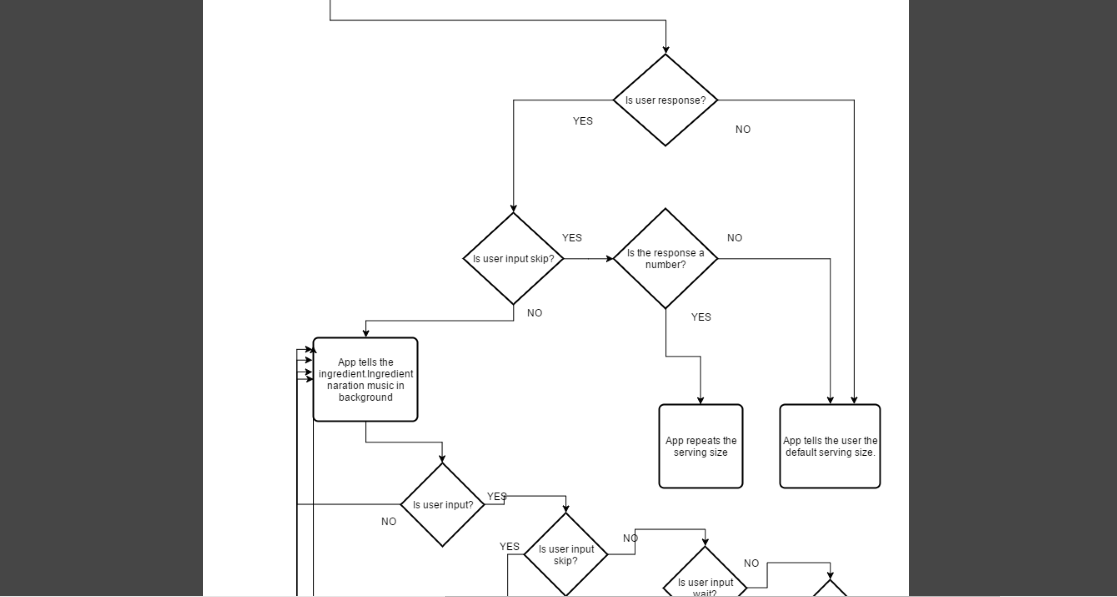 Is user response?
YES
NO
YES
NO
Is user input skip?
Is the response a
number?
NO
YES
App tells the
ingredient.Ingredient
naration music in
background
App repeats the
serving size
App tells the user the
default serving size.
YES
Is user input?
NO
YES
Is user input
skip?
NO
NO
Is user input
wait?